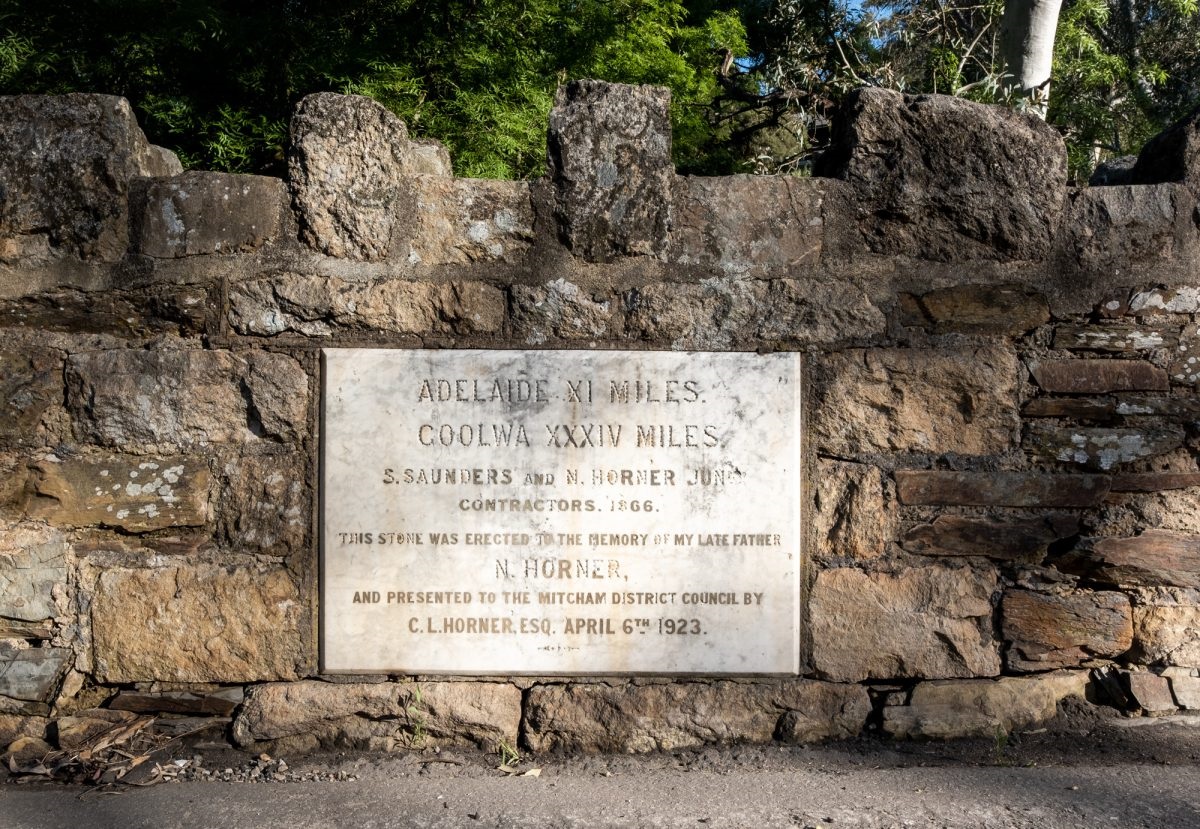 ADELAIDE XI MILES.
GOOLWA XXXIV MILES.
S. SAUNDERS AND N. HORNER JUNR
CONTRACTORS. 1866.
THIS STONE WAS ERECTED TO THE MEMORY OF MY LATE FATHER
N. HORNER,
AND PRESENTED TO THE MITCHAM DISTRICT COUNCIL BY
C.L.HORNER, ESQ. APRIL 6TH 1923.